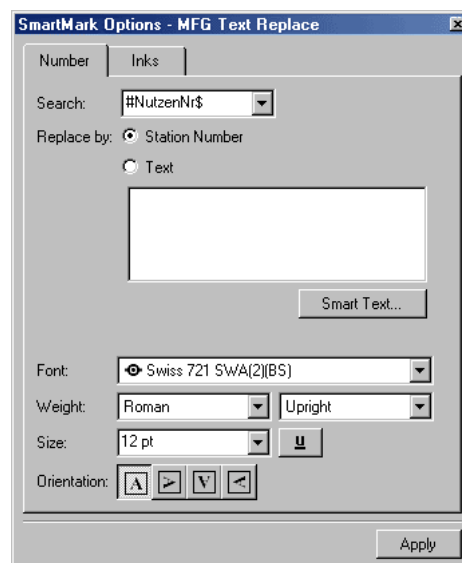 SmartMark Options - MFG Text Replace
Number Inks
Search: #NutzenNr$
Replace by: Station Number
Text
Smart Text...
Font: Swiss 721 SWA(2)(BS)
Weight: Roman Upright
Size: 12 pt u
Orientation: A A A A
Apply